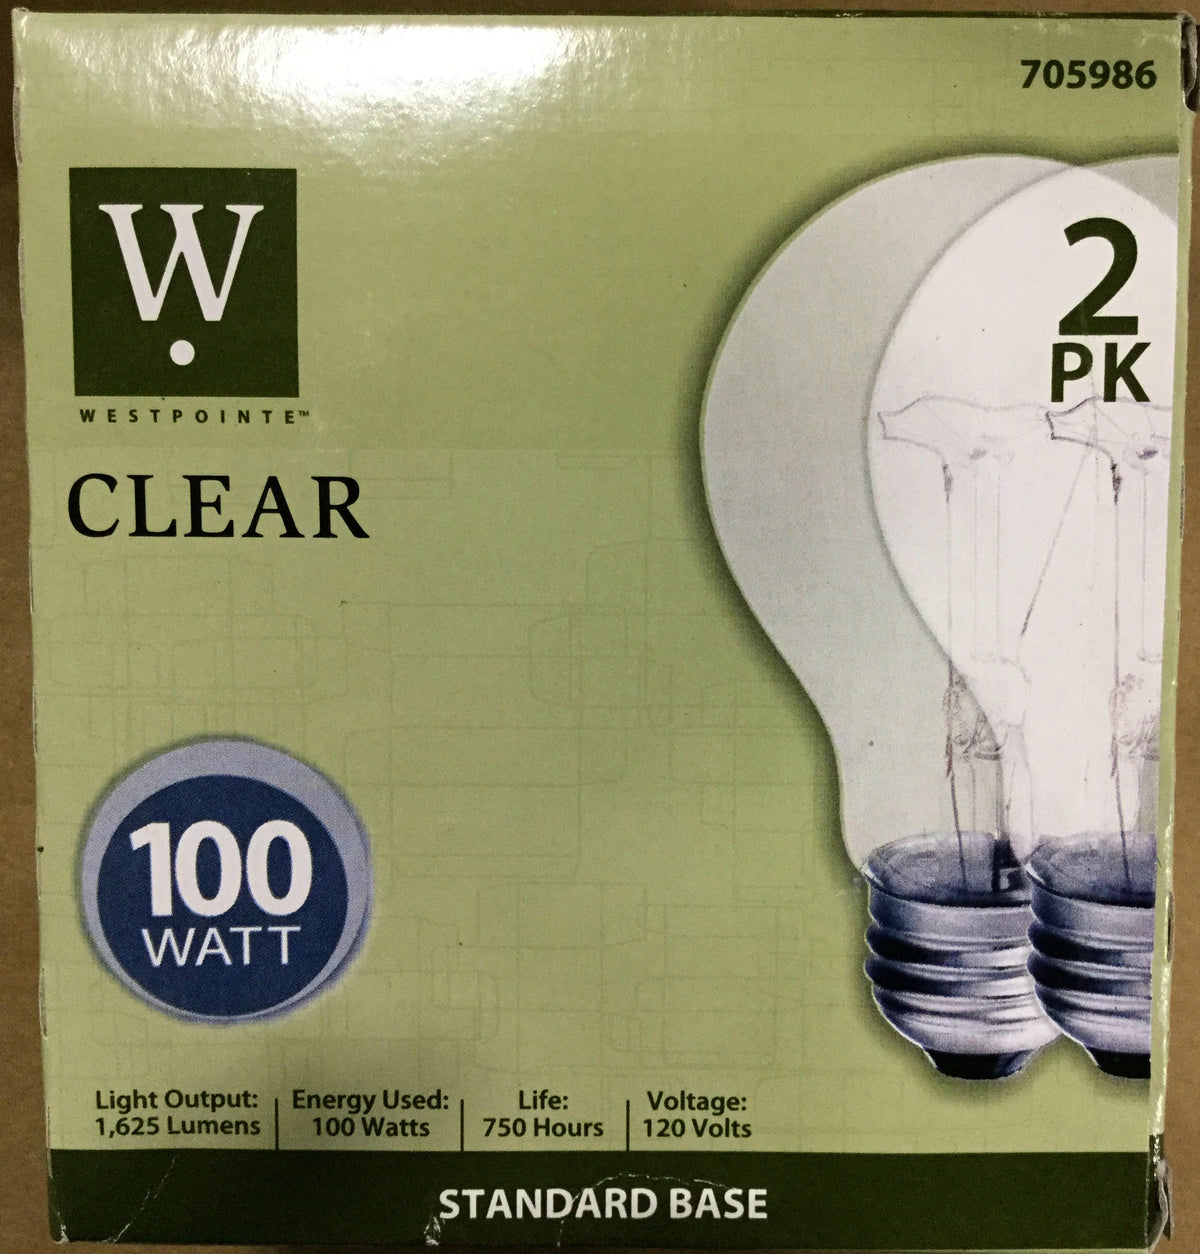 705986
W
WESTPOINTE™
CLEAR
2
PK
100
WATT
Light Output:
1,625 Lumens
Energy Used:
100 Watts
Life:
750 Hours
Voltage:
120 Volts
STANDARD BASE